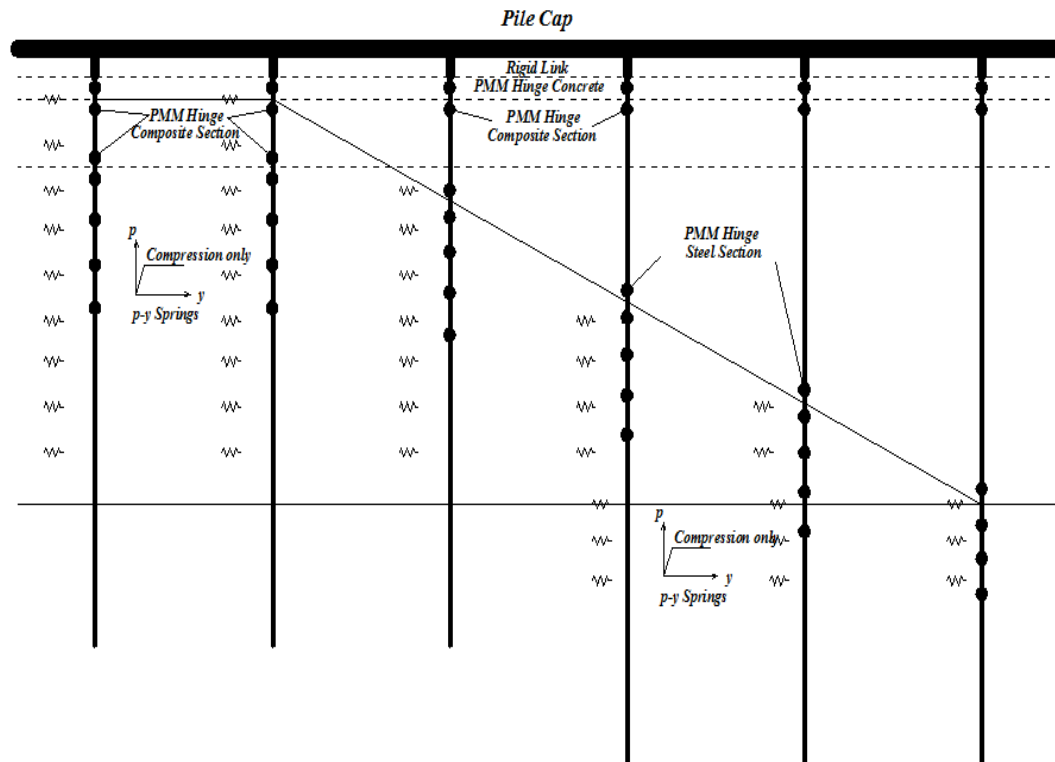 Pile Cap
Rigid Link
PMM Hinge Concrete
PMM Hinge
Composite Section
PMM Hinge
Composite Section
PMM Hinge
Steel Section
p
Compression only
y
p-y Springs
p
Compression only
y
p-y Springs